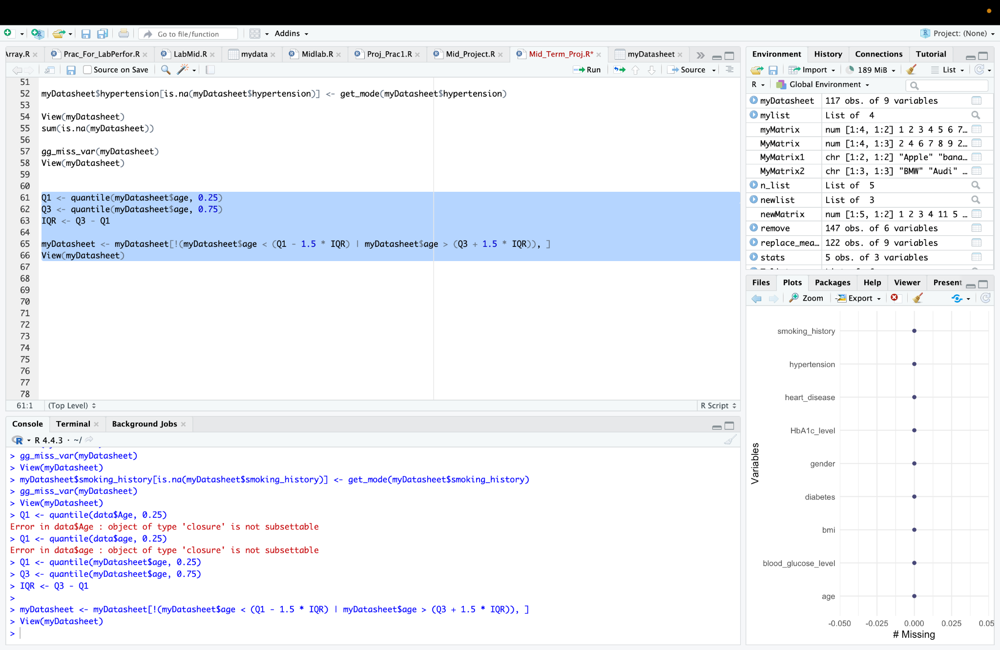 Go to file/function
Addins
Project: (None)
Array.R
Prac_For_LabPerfor.R
LabMid.R
mydata
Midlab.R
Proj_Prac1.R
Mid_Project.R
Mid_Term_Proj.R*
myDatasheet
Source on Save
Run
Source
51
52 myDatasheet$hypertension[is.na(myDatasheet$hypertension)] <- get_mode(myDatasheet$hypertension)
53
54 View(myDatasheet)
55 sum(is.na(myDatasheet))
56
57 gg_miss_var(myDatasheet)
58 View(myDatasheet)
59
60
61 Q1 <- quantile(myDatasheet$age, 0.25)
62 Q3 <- quantile(myDatasheet$age, 0.75)
63 IQR <- Q3 - Q1
64
65 myDatasheet <- myDatasheet[!(myDatasheet$age < (Q1 - 1.5 * IQR) | myDatasheet$age > (Q3 + 1.5 * IQR)), ]
66 View(myDatasheet)
67
68
69
70
71
72
73
74
75
76
77
78
61:1 (Top Level) R Script
Console Terminal Background Jobs
R 4.4.3 · ~/
> gg_miss_var(myDatasheet)
> View(myDatasheet)
> myDatasheet$smoking_history[is.na(myDatasheet$smoking_history)] <- get_mode(myDatasheet$smoking_history)
> gg_miss_var(myDatasheet)
> View(myDatasheet)
> Q1 <- quantile(data$Age, 0.25)
Error in data$Age : object of type 'closure' is not subsettable
> Q1 <- quantile(data$age, 0.25)
Error in data$age : object of type 'closure' is not subsettable
> Q1 <- quantile(myDatasheet$age, 0.25)
> Q3 <- quantile(myDatasheet$age, 0.75)
> IQR <- Q3 - Q1
>
> myDatasheet <- myDatasheet[!(myDatasheet$age < (Q1 - 1.5 * IQR) | myDatasheet$age > (Q3 + 1.5 * IQR)), ]
> View(myDatasheet)
>
Environment History Connections Tutorial
Import 189 MiB List
R Global Environment
myDatasheet 117 obs. of 9 variables
mylist List of 4
myMatrix num [1:4, 1:2] 1 2 3 4 5 6 7…
MyMatrix num [1:4, 1:3] 2 4 6 7 8 9 2…
MyMatrix1 chr [1:2, 1:2] "Apple" "bana…
MyMatrix2 chr [1:3, 1:3] "BMW" "Audi" …
n_list List of 5
newlist List of 3
newMatrix num [1:5, 1:2] 1 2 3 4 11 5 …
remove 147 obs. of 6 variables
replace_mea… 122 obs. of 9 variables
stats 5 obs. of 3 variables
Files Plots Packages Help Viewer Present
Zoom Export
smoking_history
hypertension
heart_disease
HbA1c_level
gender
diabetes
bmi
blood_glucose_level
age
Variables
-0.050 -0.025 0.000 0.025 0.05
# Missing